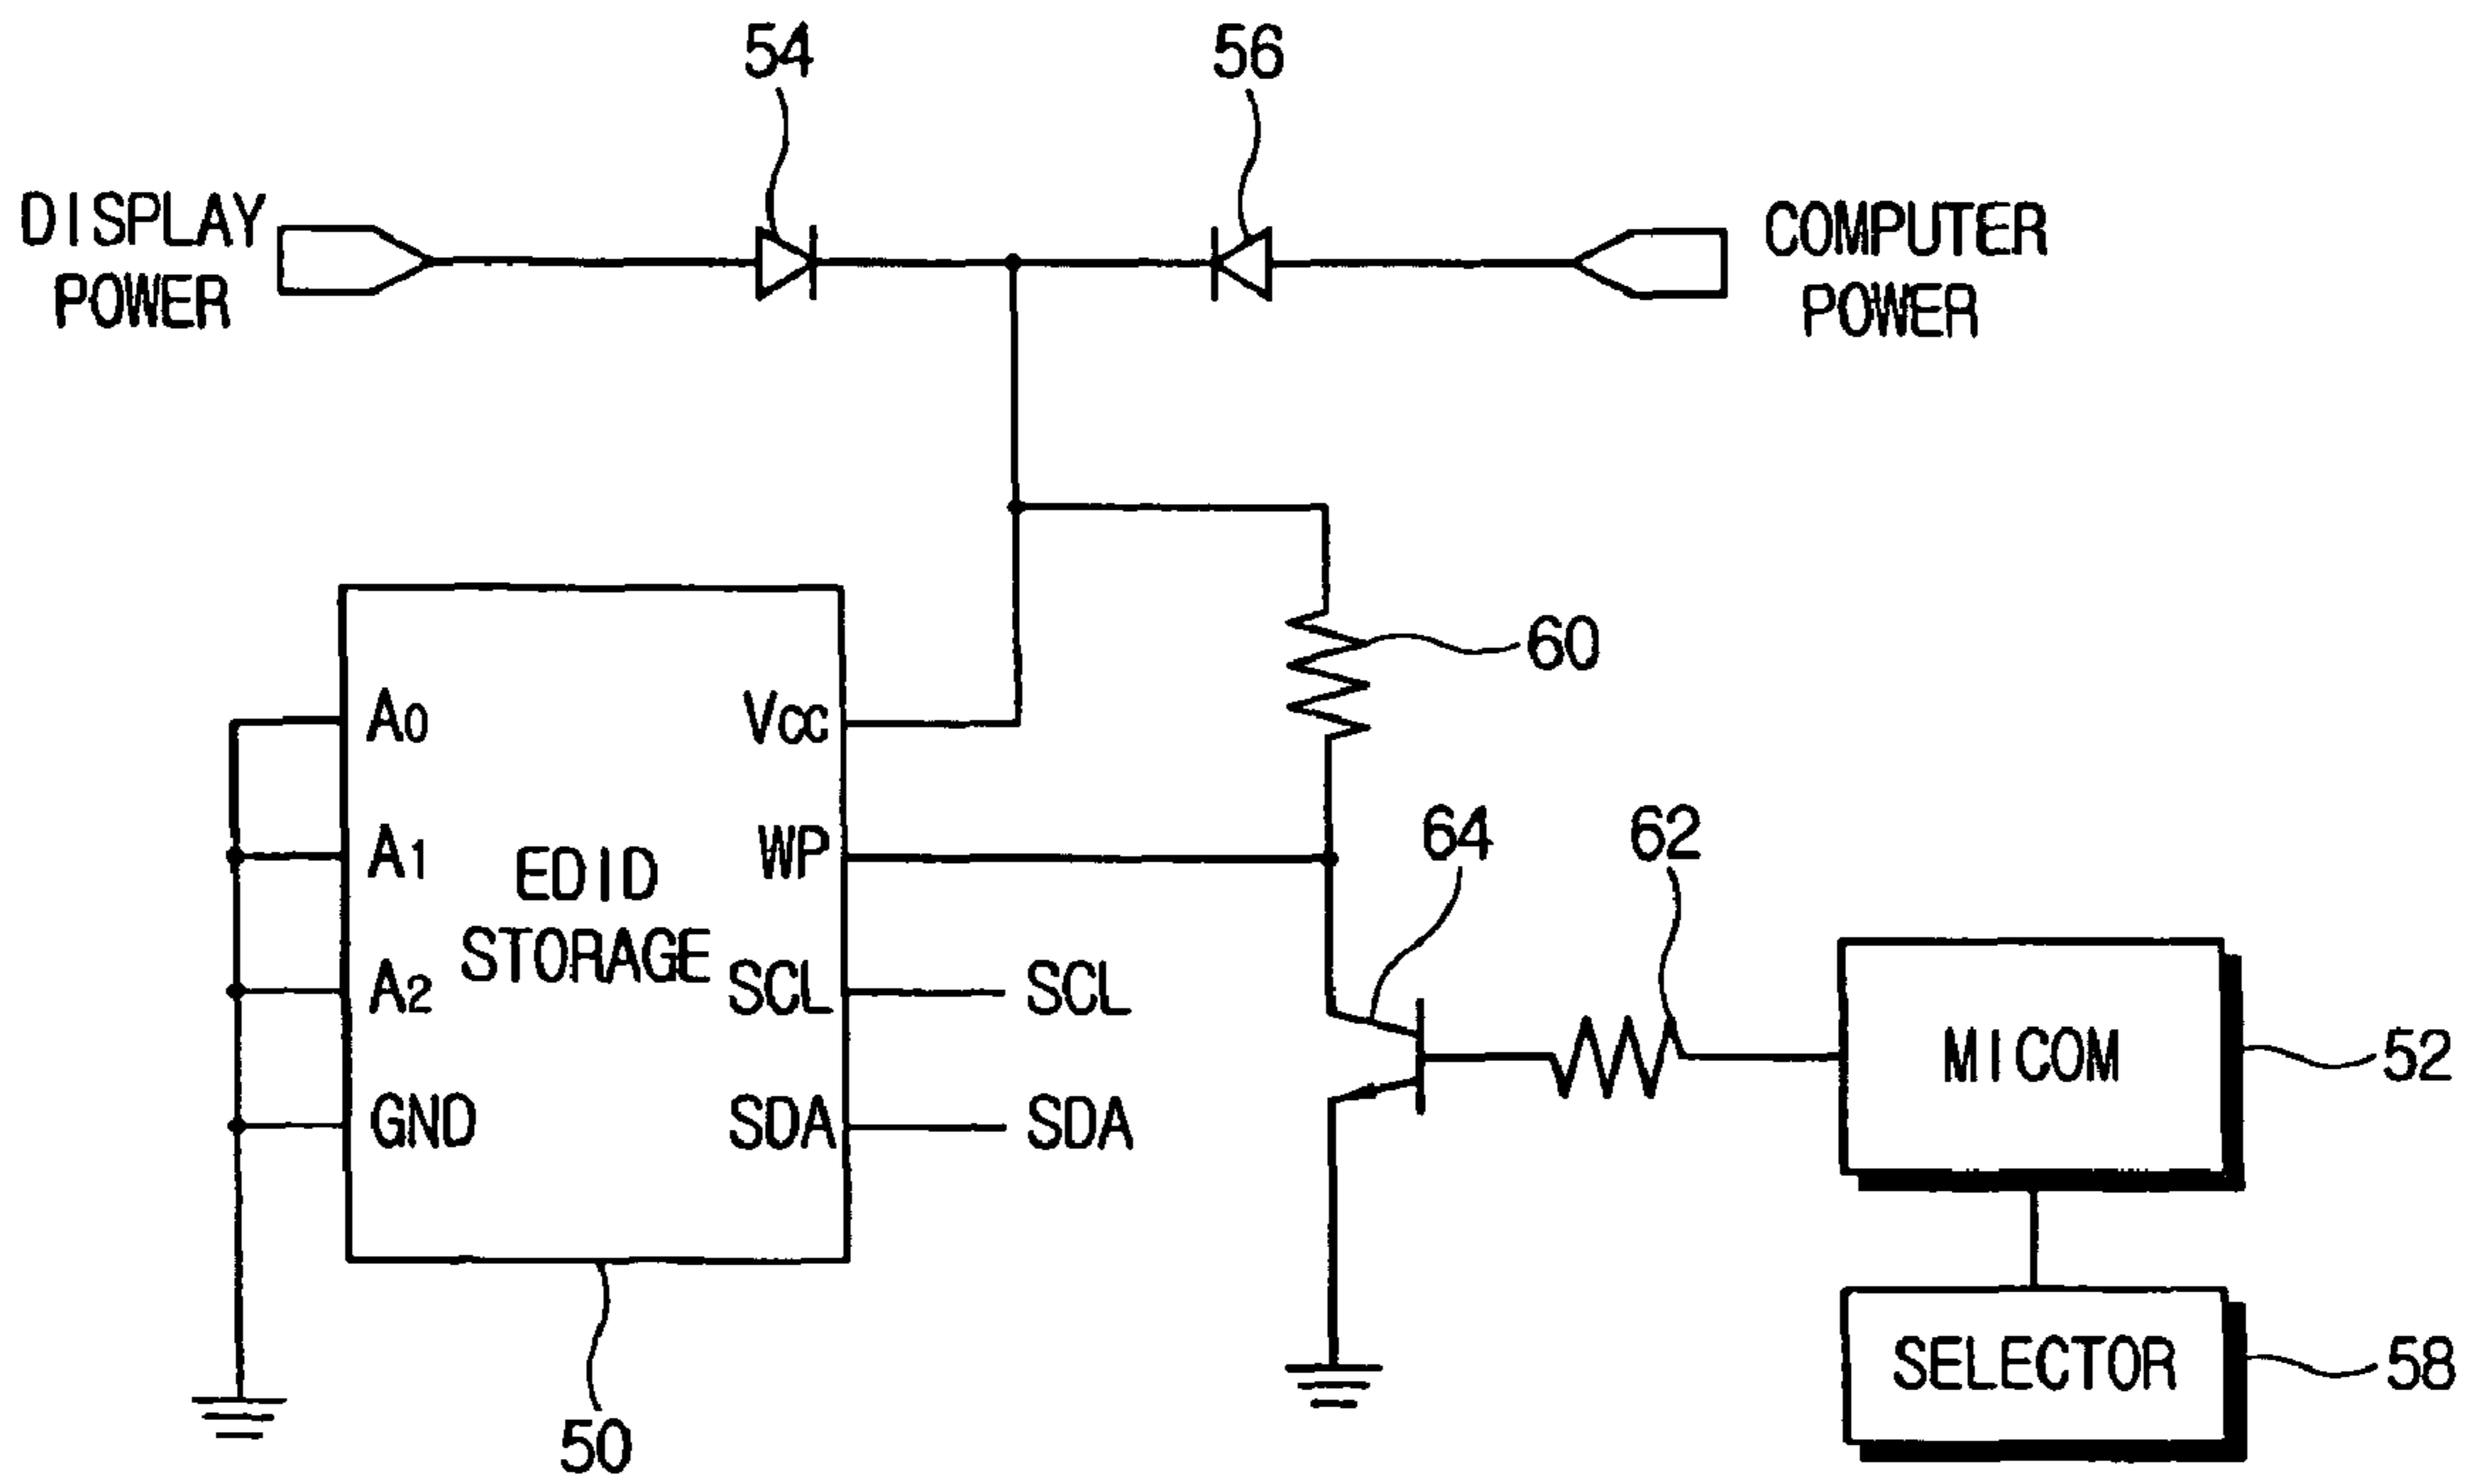 54
56
DISPLAY
POWER
COMPUTER
POWER
60
A0
VCC
A1
WP
EDID
STORAGE
64
62
A2
SCL
SCL
MICOM
52
GND
SDA
SDA
SELECTOR
58
50